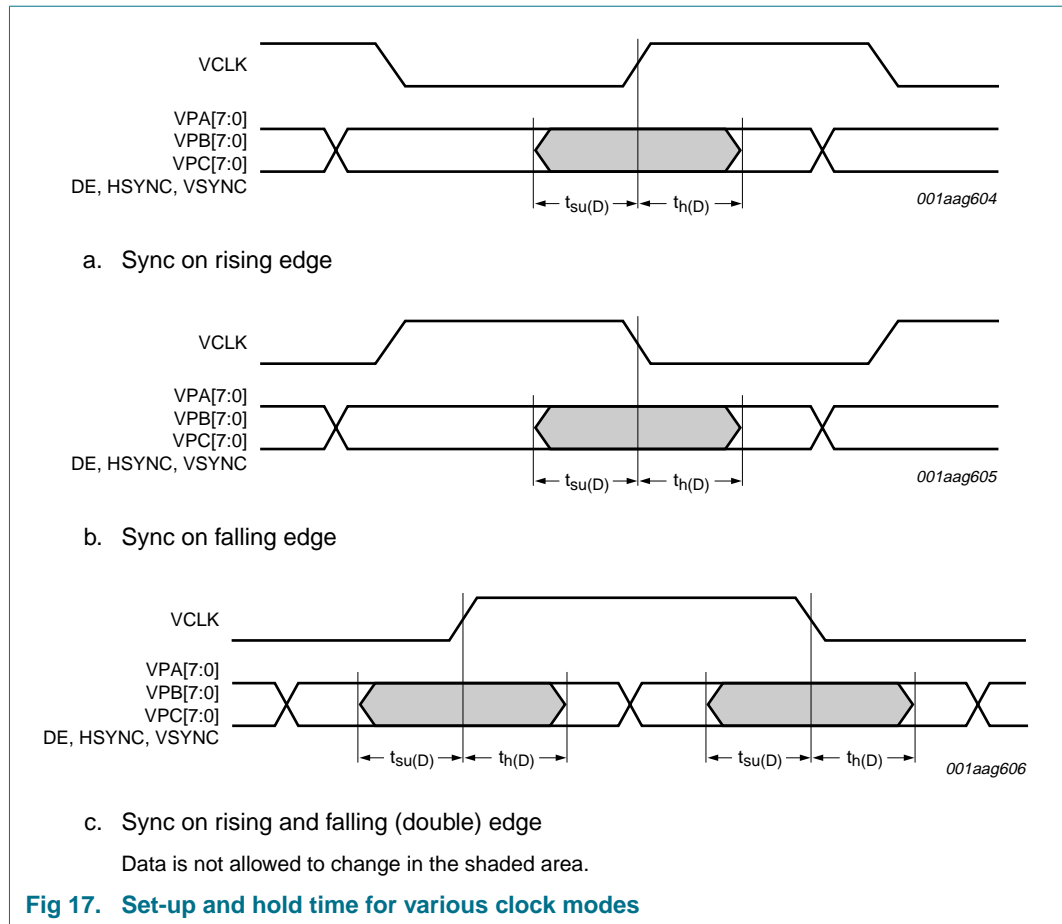 VCLK
VPA[7:0]
VPB[7:0]
VPC[7:0]
DE, HSYNC, VSYNC
tsu(D) th(D)
001aag604
a. Sync on rising edge
VCLK
VPA[7:0]
VPB[7:0]
VPC[7:0]
DE, HSYNC, VSYNC
tsu(D) th(D)
001aag605
b. Sync on falling edge
VCLK
VPA[7:0]
VPB[7:0]
VPC[7:0]
DE, HSYNC, VSYNC
tsu(D) th(D) tsu(D) th(D)
001aag606
c. Sync on rising and falling (double) edge
Data is not allowed to change in the shaded area.
Fig 17. Set-up and hold time for various clock modes